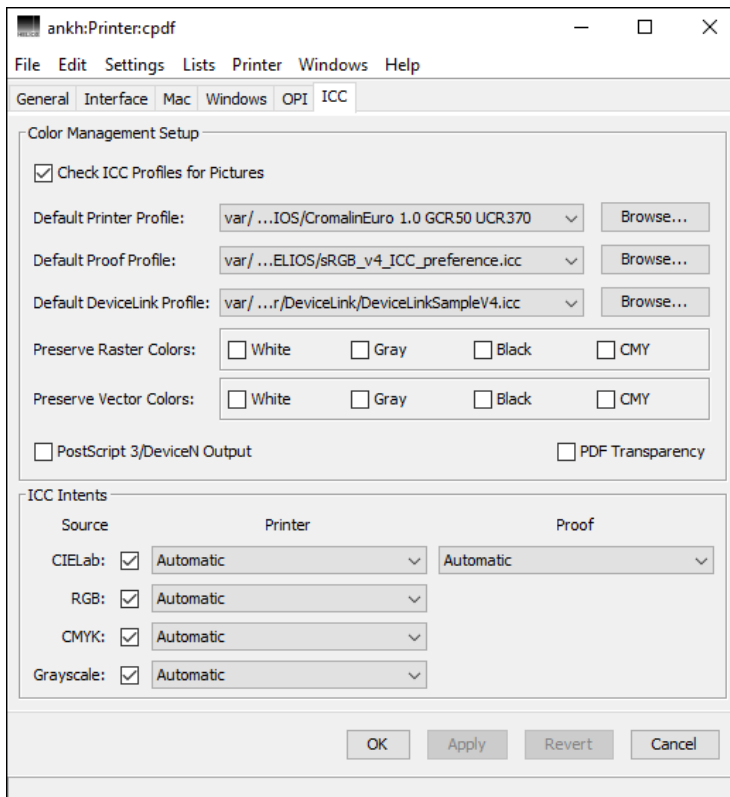 ankh:Printer:cpdf
File Edit Settings Lists Printer Windows Help
General Interface Mac Windows OPI ICC
Color Management Setup
Check ICC Profiles for Pictures
Default Printer Profile: var/ ...IOS/CromalinEuro 1.0 GCR50 UCR370 Browse...
Default Proof Profile: var/ ...ELIOS/sRGB_v4_ICC_preference.icc Browse...
Default DeviceLink Profile: var/ ...r/DeviceLink/DeviceLinkSampleV4.icc Browse...
Preserve Raster Colors: White Gray Black CMY
Preserve Vector Colors: White Gray Black CMY
PostScript 3/DeviceN Output PDF Transparency
ICC Intents
Source Printer Proof
CIELab: Automatic Automatic
RGB: Automatic
CMYK: Automatic
Grayscale: Automatic
OK Apply Revert Cancel